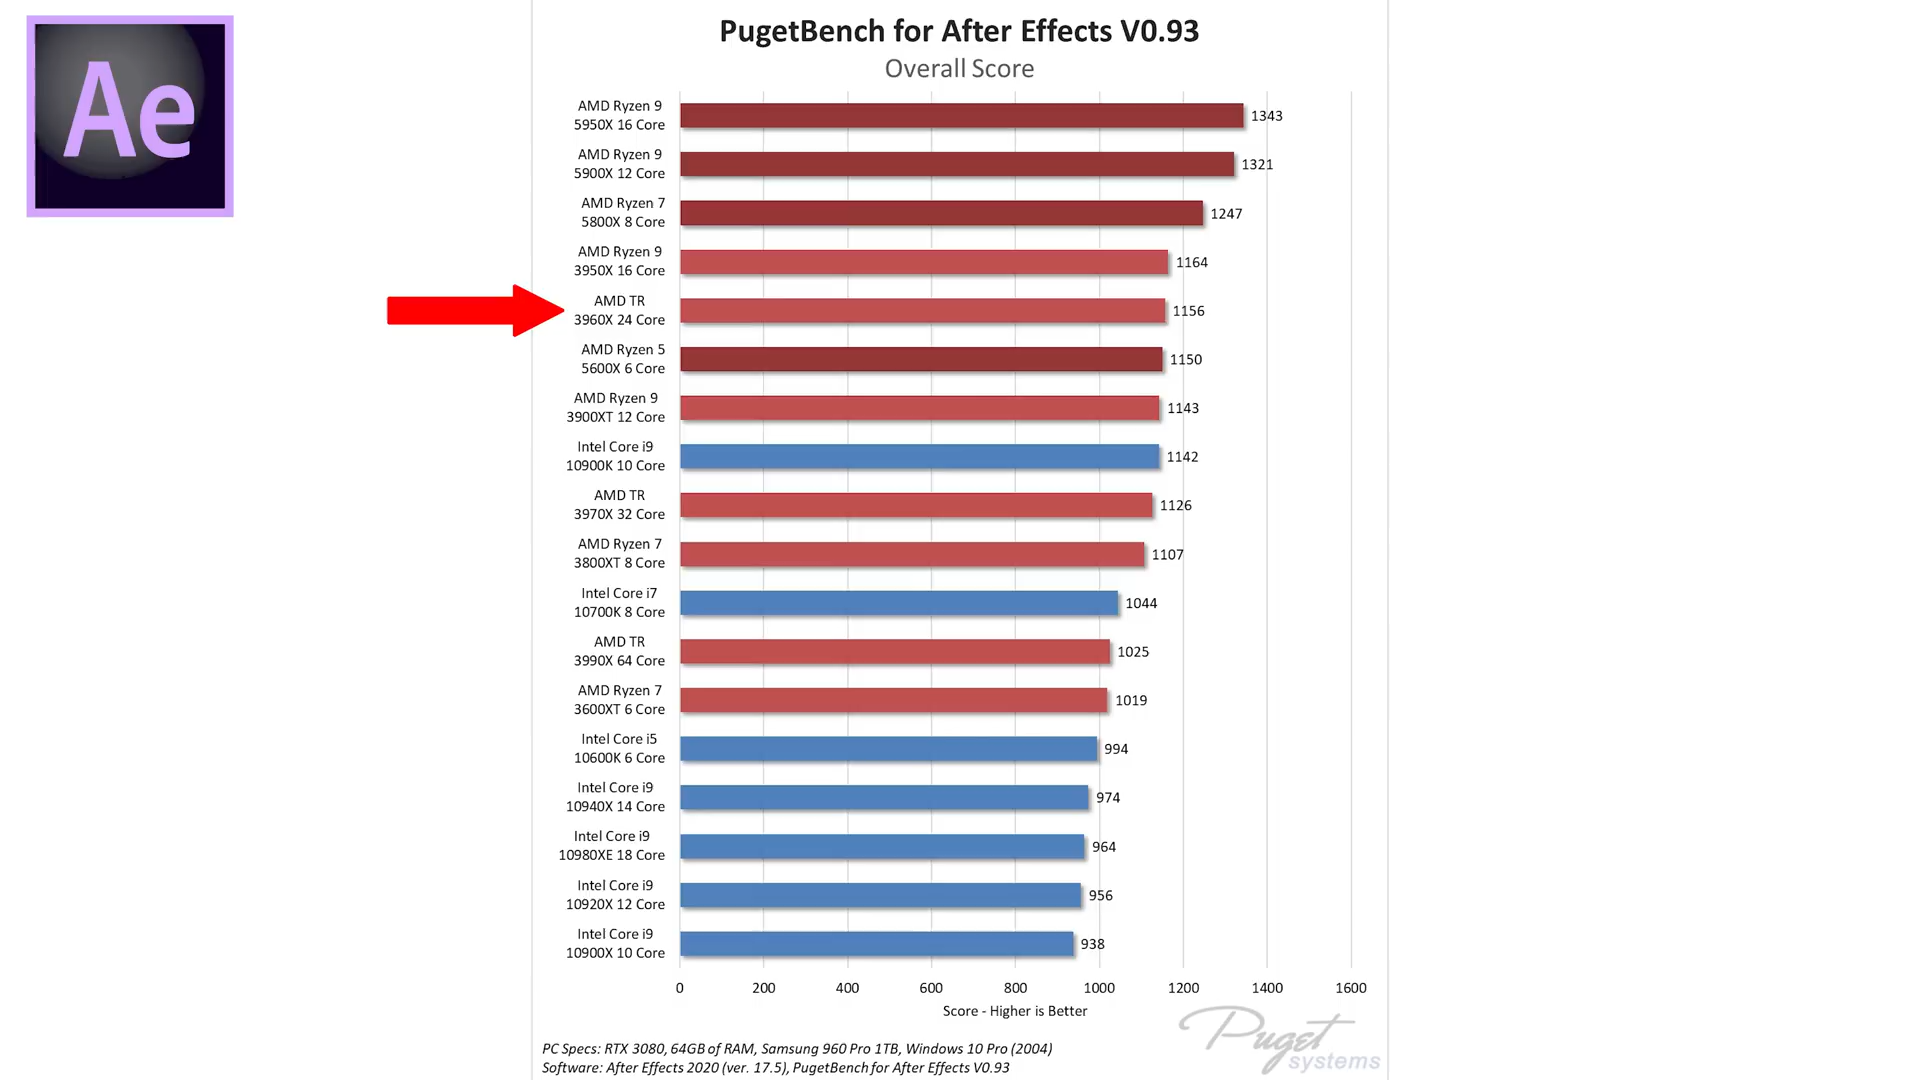 Ae
PugetBench for After Effects V0.93
Overall Score
AMD Ryzen 9
5950X 16 Core
1343
AMD Ryzen 9
5900X 12 Core
1321
AMD Ryzen 7
5800X 8 Core
1247
AMD Ryzen 9
3950X 16 Core
1164
AMD TR
3960X 24 Core
1156
AMD Ryzen 5
5600X 6 Core
1150
AMD Ryzen 9
3900XT 12 Core
1143
Intel Core i9
10900K 10 Core
1142
AMD TR
3970X 32 Core
1126
AMD Ryzen 7
3800XT 8 Core
1107
Intel Core i7
10700K 8 Core
1044
AMD TR
3990X 64 Core
1025
AMD Ryzen 7
3600XT 6 Core
1019
Intel Core i5
10600K 6 Core
994
Intel Core i9
10940X 14 Core
974
Intel Core i9
10980XE 18 Core
964
Intel Core i9
10920X 12 Core
956
Intel Core i9
10900X 10 Core
938
0 200 400 600 800 1000 1200 1400 1600
Score - Higher is Better
Puget
systems
PC Specs: RTX 3080, 64GB of RAM, Samsung 960 Pro 1TB, Windows 10 Pro (2004)
Software: After Effects 2020 (ver. 17.5), PugetBench for After Effects V0.93